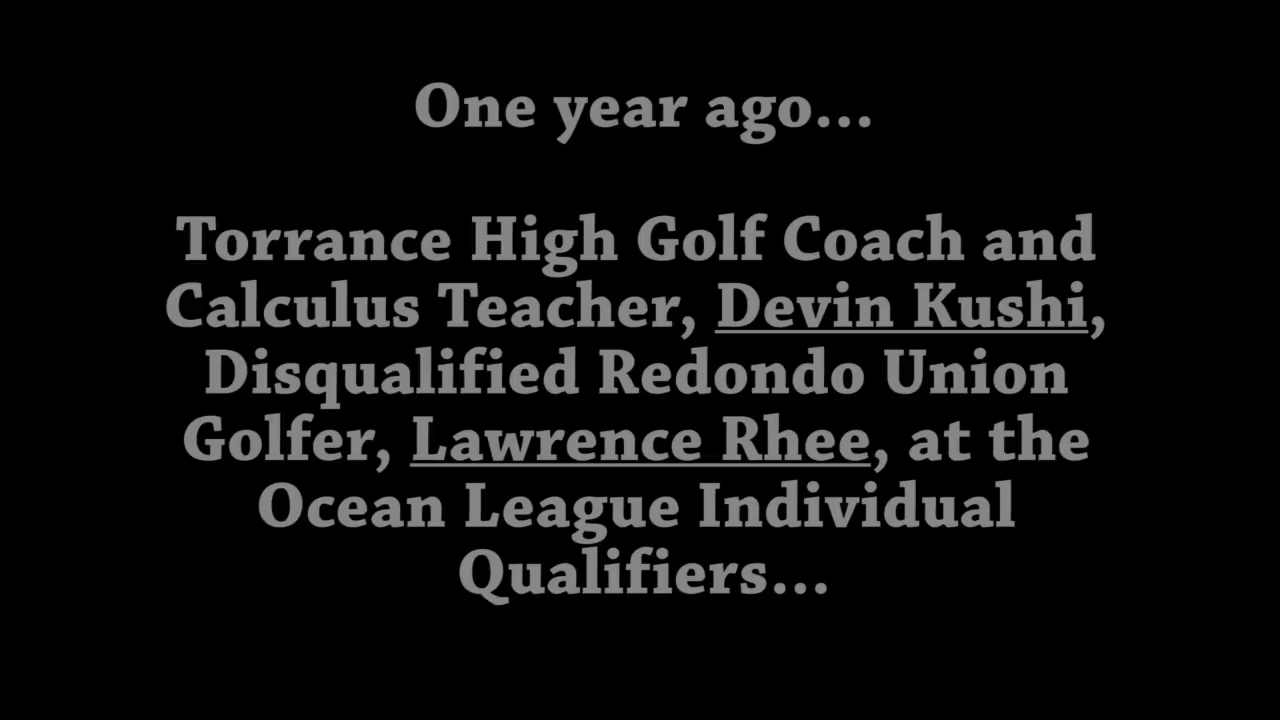 One year ago...
Torrance High Golf Coach and
Calculus Teacher, Devin Kushi,
Disqualified Redondo Union
Golfer, Lawrence Rhee, at the
Ocean League Individual
Qualifiers...